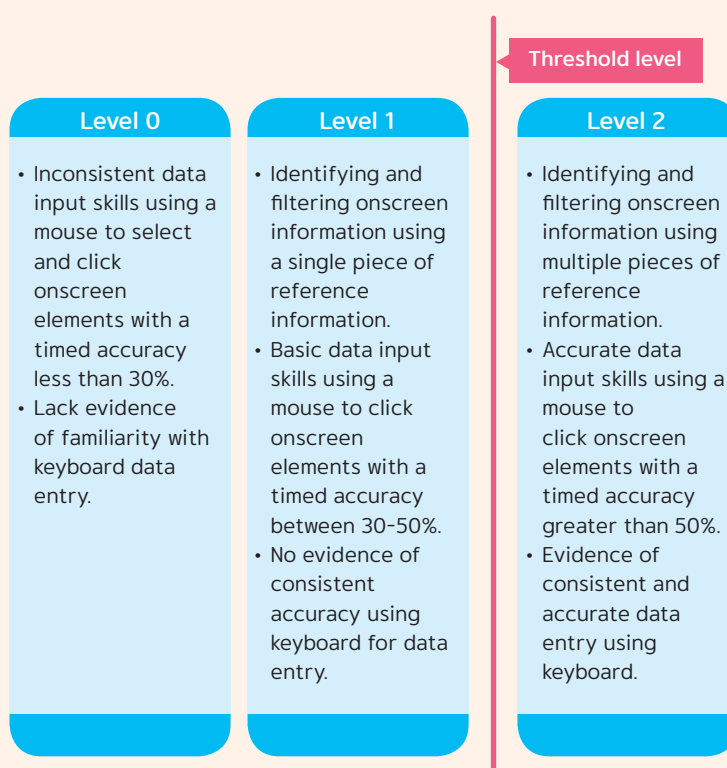 Threshold level
Level 0
• Inconsistent data
input skills using a
mouse to select
and click
onscreen
elements with a
timed accuracy
less than 30%.
• Lack evidence
of familiarity with
keyboard data
entry.
Level 1
• Identifying and
filtering onscreen
information using
a single piece of
reference
information.
• Basic data input
skills using a
mouse to click
onscreen
elements with a
timed accuracy
between 30-50%.
• No evidence of
consistent
accuracy using
keyboard for data
entry.
Level 2
• Identifying and
filtering onscreen
information using
multiple pieces of
reference
information.
• Accurate data
input skills using a
mouse to
click onscreen
elements with a
timed accuracy
greater than 50%.
• Evidence of
consistent and
accurate data
entry using
keyboard.